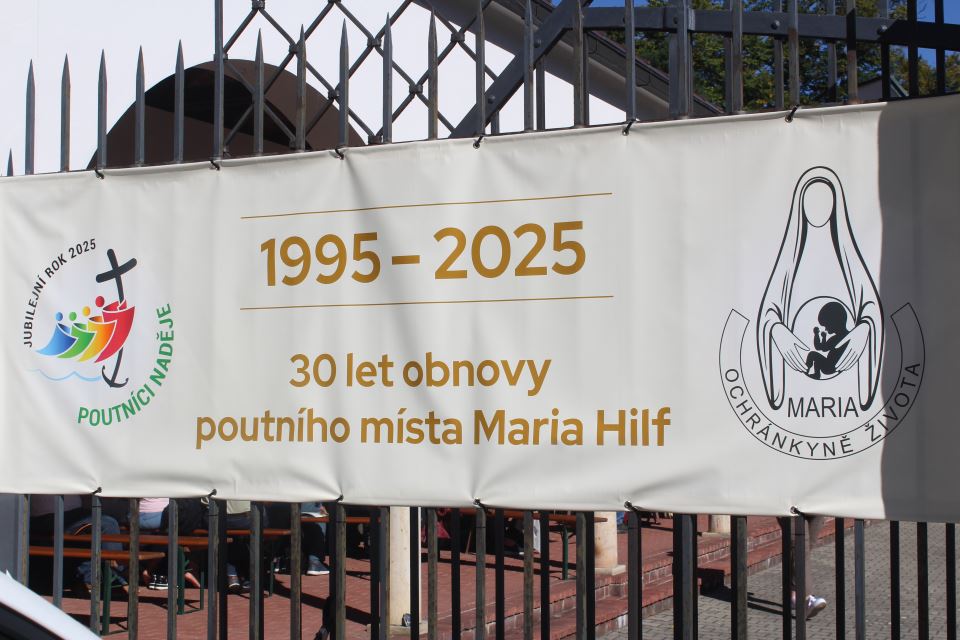 JUBILEJNÍ ROK 2025
POUTNÍCI NADĚJE
1995 – 2025
30 let obnovy
poutního místa Maria Hilf
MARIA
OCHRÁNKYNĚ ŽIVOTA